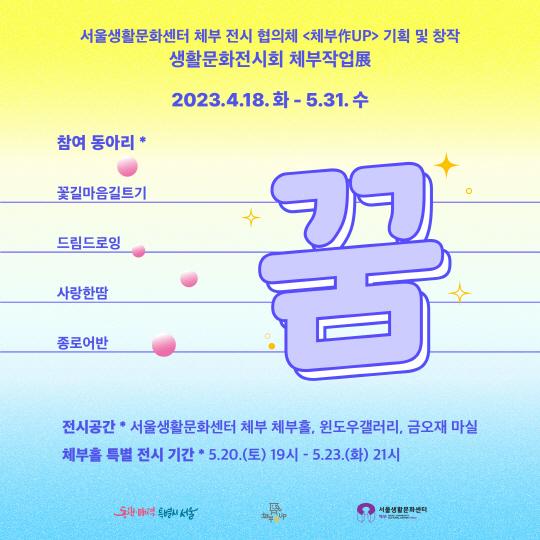 서울생활문화센터 체부 전시 협의체 <체부作UP> 기획 및 창작
생활문화전시회 체부작업展
2023.4.18. 화 - 5.31. 수
참여 동아리 *
꽃길마음길트기
드림드로잉
사랑한땀
종로어반
꿈
전시공간 * 서울생활문화센터 체부 체부홀, 윈도우갤러리, 금오재 마실
체부홀 특별 전시 기간 * 5.20.(토) 19시 - 5.23.(화) 21시
동행·매력 특별시 서울
체부作UP
서울생활문화센터
체부